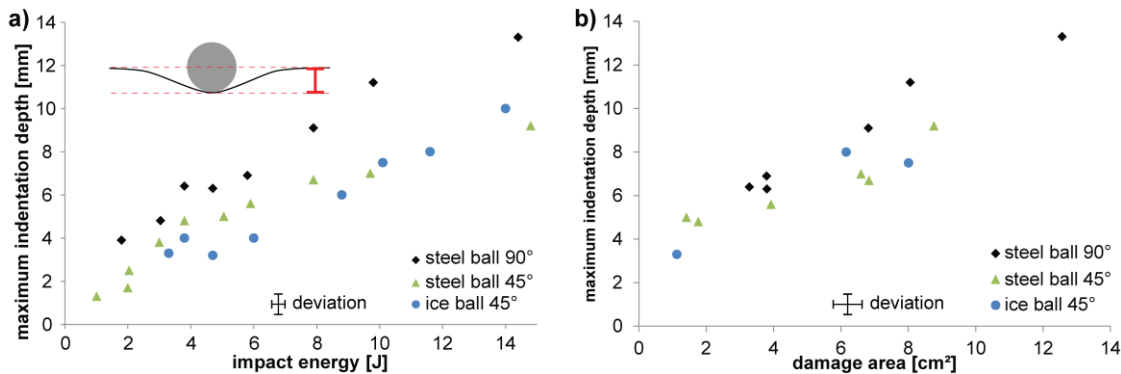 a)
maximum indentation depth [mm]
14
12
10
8
6
4
2
0
0 2 4 6 8 10 12 14
impact energy [J]
steel ball 90°
steel ball 45°
ice ball 45°
deviation
b)
maximum indentation depth [mm]
14
12
10
8
6
4
2
0
0 2 4 6 8 10 12 14
damage area [cm²]
steel ball 90°
steel ball 45°
ice ball 45°
deviation